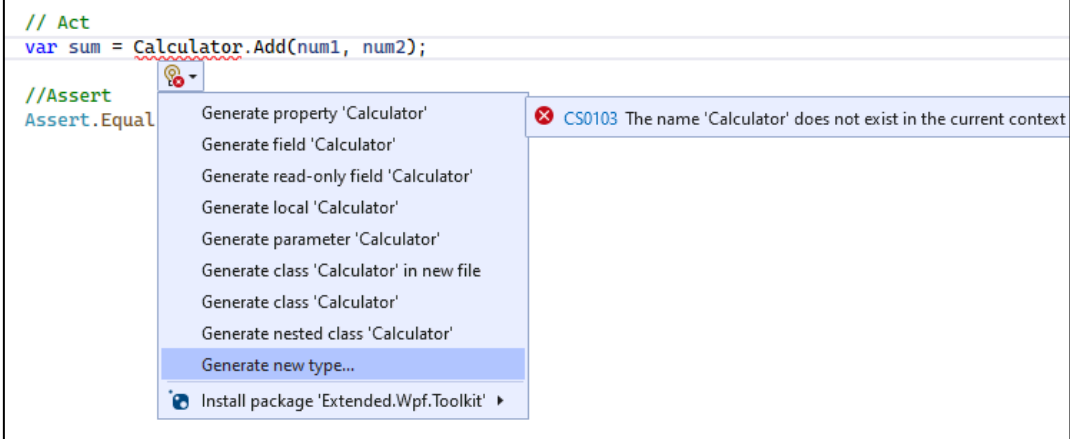 // Act
var sum = Calculator.Add(num1, num2);
//Assert
Assert.Equal
Generate property 'Calculator'
Generate field 'Calculator'
Generate read-only field 'Calculator'
Generate local 'Calculator'
Generate parameter 'Calculator'
Generate class 'Calculator' in new file
Generate class 'Calculator'
Generate nested class 'Calculator'
Generate new type...
Install package 'Extended.Wpf.Toolkit'
CS0103 The name 'Calculator' does not exist in the current context